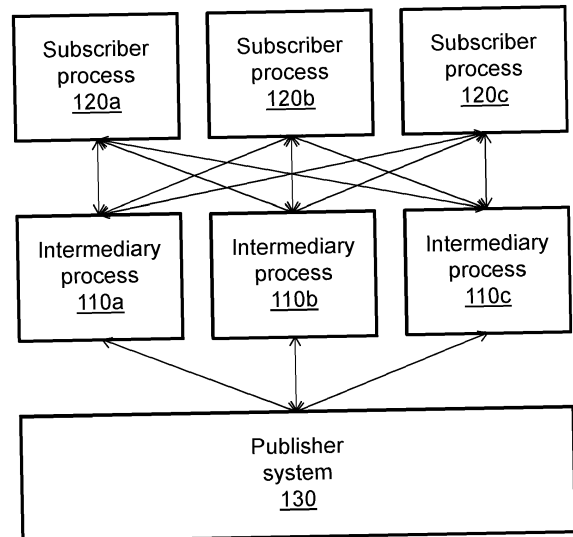 Subscriber
process
120a
Subscriber
process
120b
Subscriber
process
120c
Intermediary
process
110a
Intermediary
process
110b
Intermediary
process
110c
Publisher
system
130